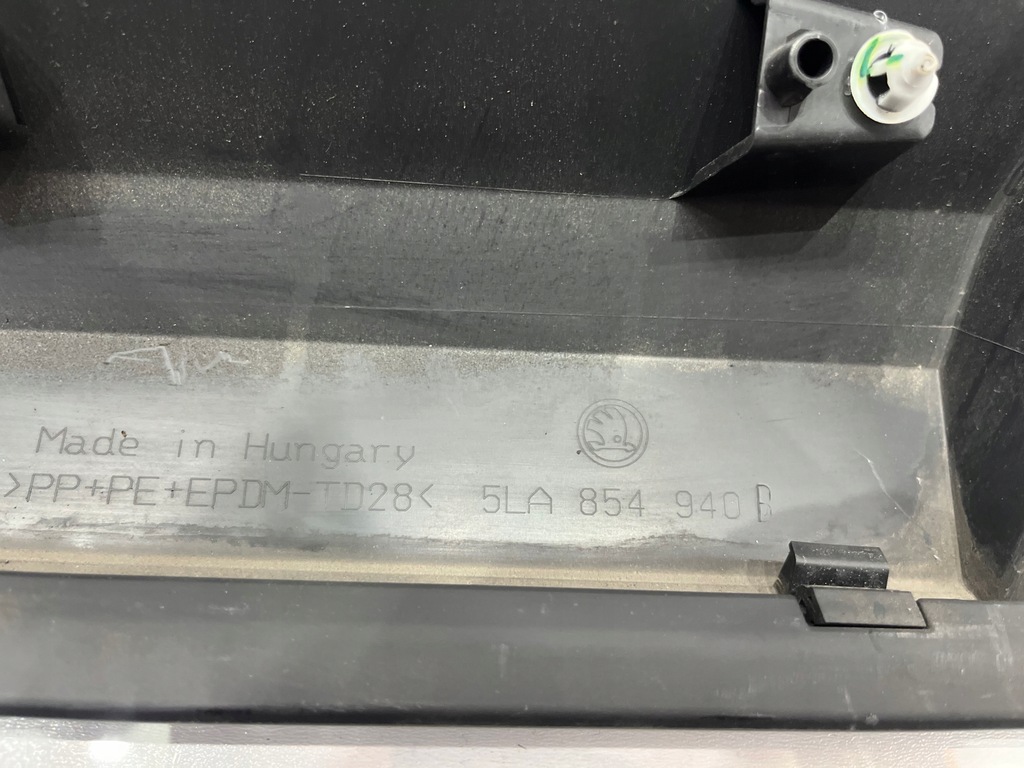 Made in Hungary
>PP+PE+EPDM-TD28< 5LA 854 940 B